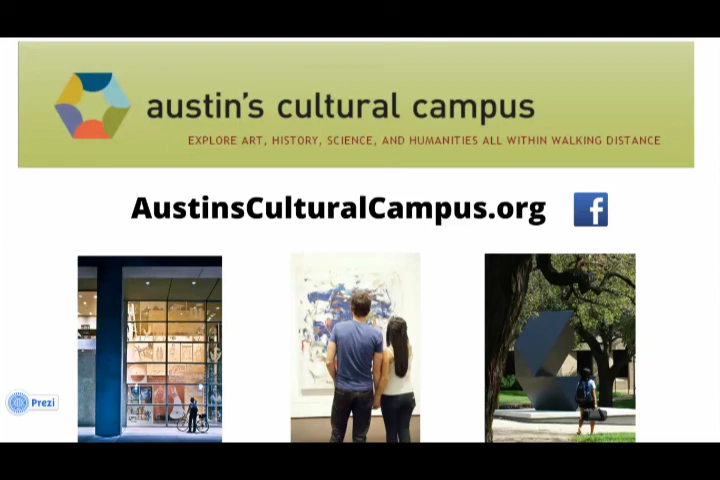 austin's cultural campus
EXPLORE ART, HISTORY, SCIENCE, AND HUMANITIES ALL WITHIN WALKING DISTANCE
AustinsCulturalCampus.org f
Prezi